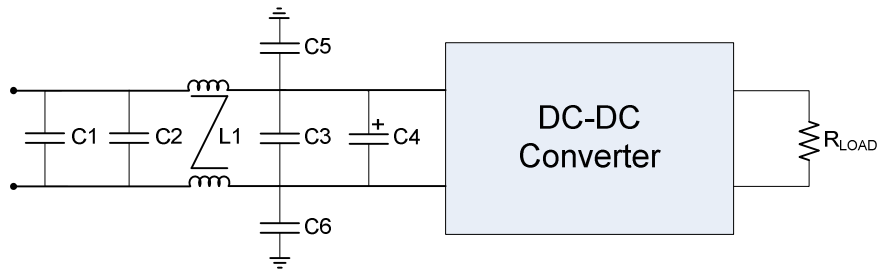 C5
C1
C2
L1
C3
+
C4
DC-DC
Converter
RLOAD
C6